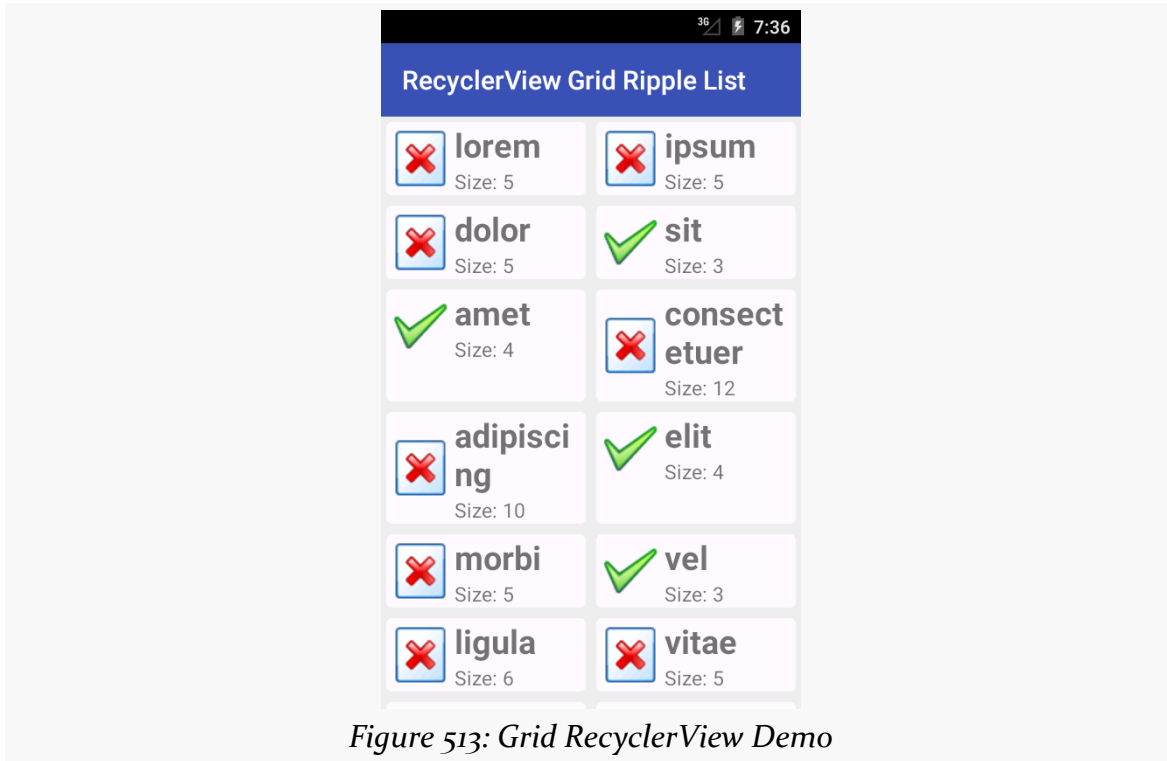 3G 7:36
RecyclerView Grid Ripple List
lorem
Size: 5
ipsum
Size: 5
dolor
Size: 5
sit
Size: 3
amet
Size: 4
consect
etuer
Size: 12
adipisci
ng
Size: 10
elit
Size: 4
morbi
Size: 5
vel
Size: 3
ligula
Size: 6
vitae
Size: 5
Figure 513: Grid RecyclerView Demo